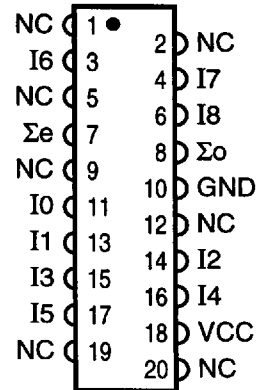 NC 1
2 NC
I6 3
4 I7
NC 5
6 I8
Σe 7
8 Σo
NC 9
10 GND
I0 11
12 NC
I1 13
14 I2
I3 15
16 I4
I5 17
18 VCC
NC 19
20 NC